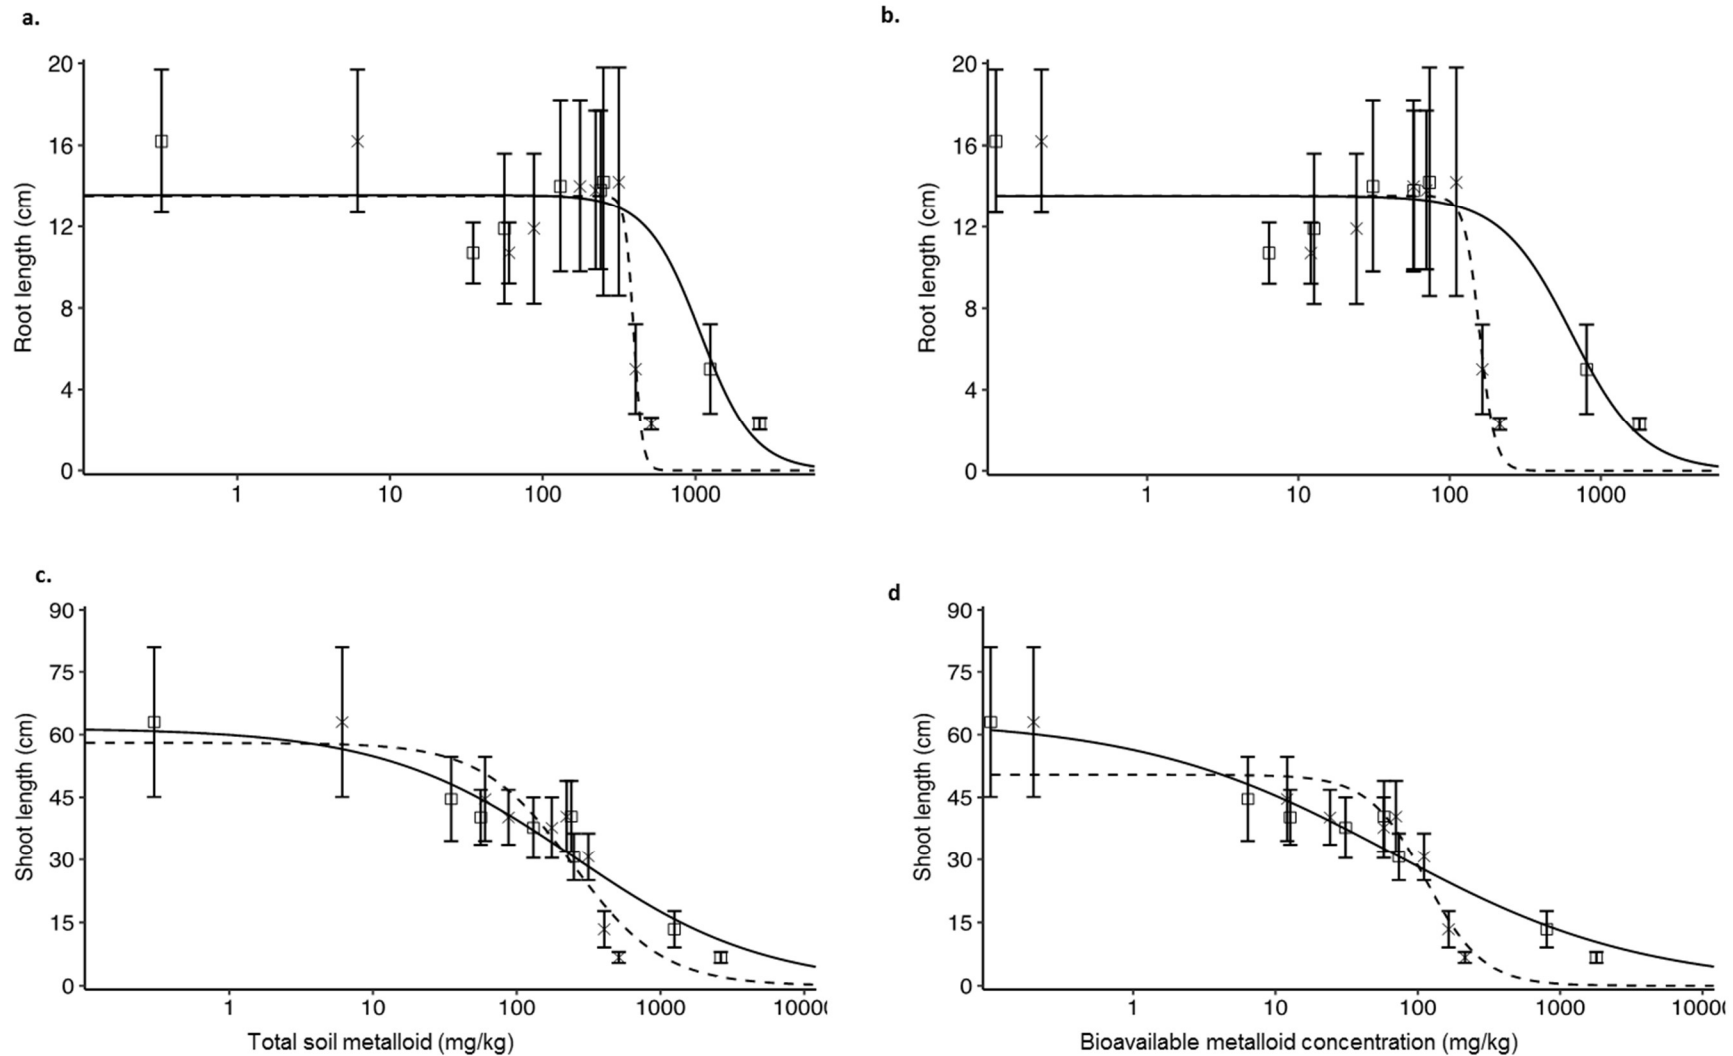 a.
b.
20
16
12
8
4
0
Root length (cm)
1 10 100 1000
20
16
12
8
4
0
Root length (cm)
1 10 100 1000
c.
d
90
75
60
45
30
15
0
Shoot length (cm)
1 10 100 1000 10000
Total soil metalloid (mg/kg)
90
75
60
45
30
15
0
Shoot length (cm)
1 10 100 1000 10000
Bioavailable metalloid concentration (mg/kg)